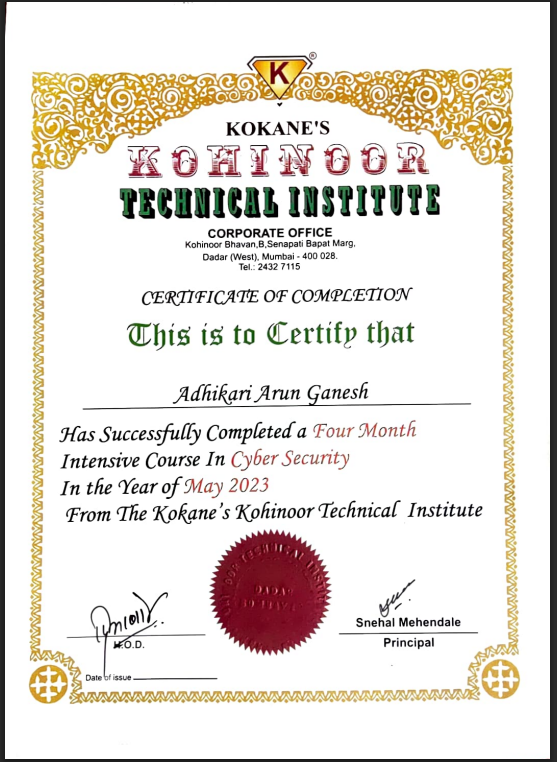 K
®
KOKANE'S
KOHINOOR
TECHNICAL INSTITUTE
CORPORATE OFFICE
Kohinoor Bhavan,B,Senapati Bapat Marg,
Dadar (West), Mumbai - 400 028.
Tel.: 2432 7115
CERTIFICATE OF COMPLETION
This is to Certify that
Adhikari Arun Ganesh
Has Successfully Completed a Four Month
Intensive Course In Cyber Security
In the Year of May 2023
From The Kokane's Kohinoor Technical Institute
TECHNICAL
DADAR
H.O.D.
Snehal Mehendale
Principal
Date of issue